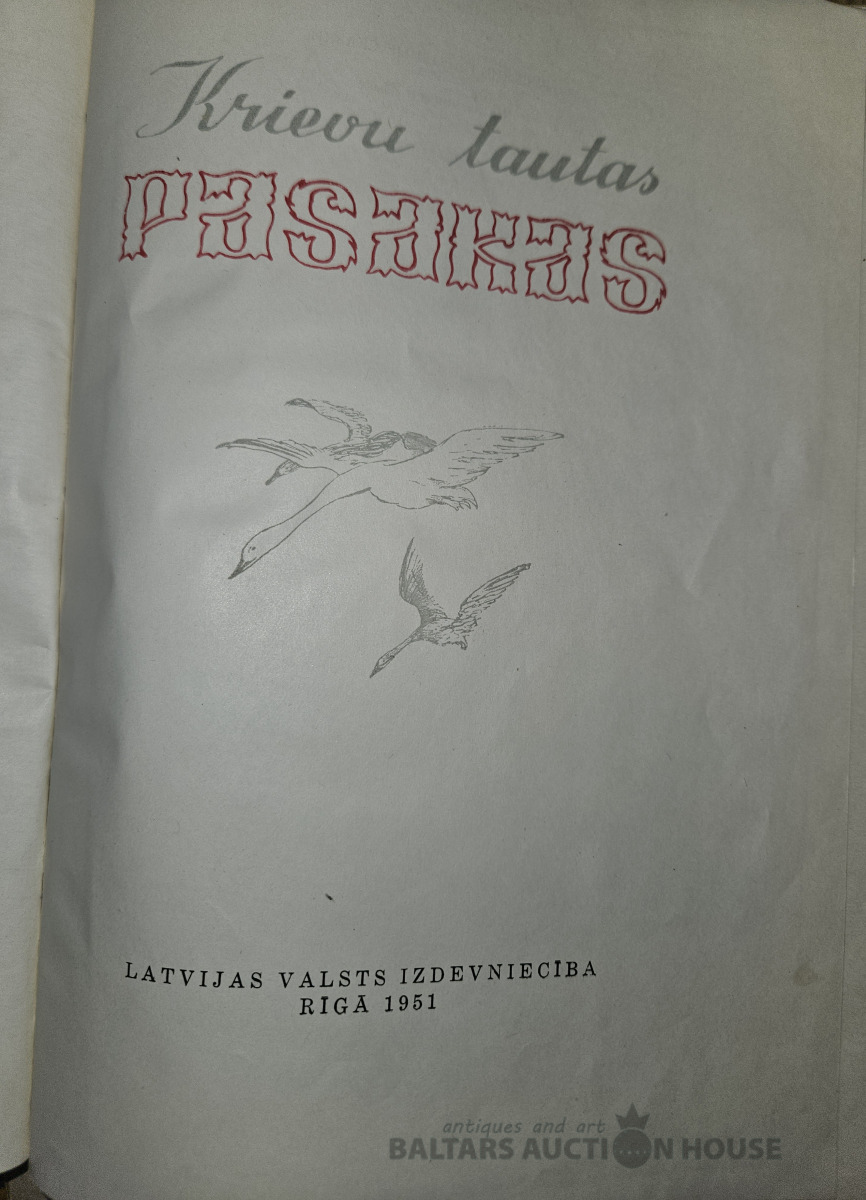 Krievu tautas
pasakas
LATVIJAS VALSTS IZDEVNIECĪBA
RĪGĀ 1951
antiques and art
BALTARS AUCTION HOUSE